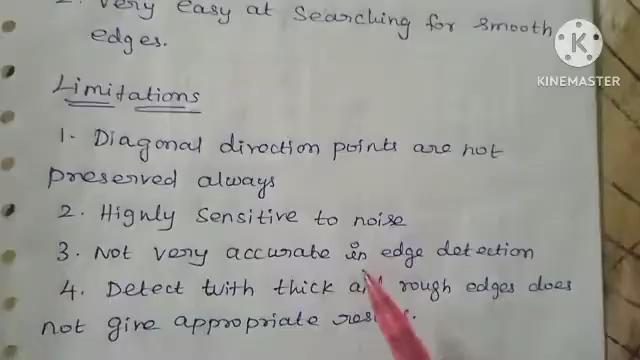 2. Very easy at Searching for smooth
edges.
KINEMASTER
Limitations
1. Diagonal direction points are not
preserved always
2. Highly Sensitive to noise
3. Not very accurate in edge detection
4. Detect with thick and rough edges does
not give appropriate